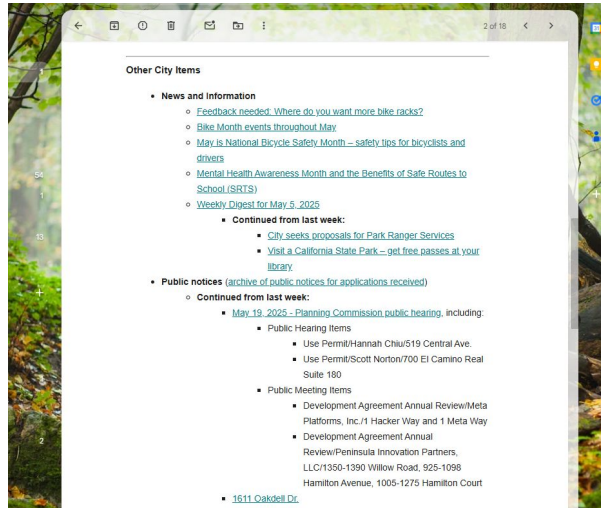 2 of 18
Other City Items
News and Information
Feedback needed: Where do you want more bike racks?
Bike Month events throughout May
May is National Bicycle Safety Month – safety tips for bicyclists and
drivers
Mental Health Awareness Month and the Benefits of Safe Routes to
School (SRTS)
Weekly Digest for May 5, 2025
Continued from last week:
City seeks proposals for Park Ranger Services
Visit a California State Park – get free passes at your
library
Public notices (archive of public notices for applications received)
Continued from last week:
May 19, 2025 - Planning Commission public hearing, including:
Public Hearing Items
Use Permit/Hannah Chiu/519 Central Ave.
Use Permit/Scott Norton/700 El Camino Real
Suite 180
Public Meeting Items
Development Agreement Annual Review/Meta
Platforms, Inc./1 Hacker Way and 1 Meta Way
Development Agreement Annual
Review/Peninsula Innovation Partners,
LLC/1350-1390 Willow Road, 925-1098
Hamilton Avenue, 1005-1275 Hamilton Court
1611 Oakdell Dr.
54
1
13
2